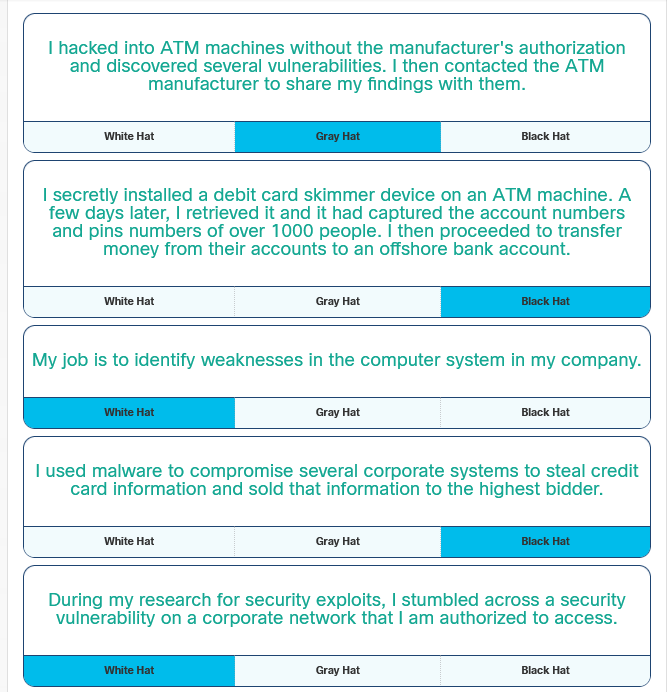 I hacked into ATM machines without the manufacturer's authorization
and discovered several vulnerabilities. I then contacted the ATM
manufacturer to share my findings with them.
White Hat Gray Hat Black Hat
I secretly installed a debit card skimmer device on an ATM machine. A
few days later, I retrieved it and it had captured the account numbers
and pins numbers of over 1000 people. I then proceeded to transfer
money from their accounts to an offshore bank account.
White Hat Gray Hat Black Hat
My job is to identify weaknesses in the computer system in my company.
White Hat Gray Hat Black Hat
I used malware to compromise several corporate systems to steal credit
card information and sold that information to the highest bidder.
White Hat Gray Hat Black Hat
During my research for security exploits, I stumbled across a security
vulnerability on a corporate network that I am authorized to access.
White Hat Gray Hat Black Hat